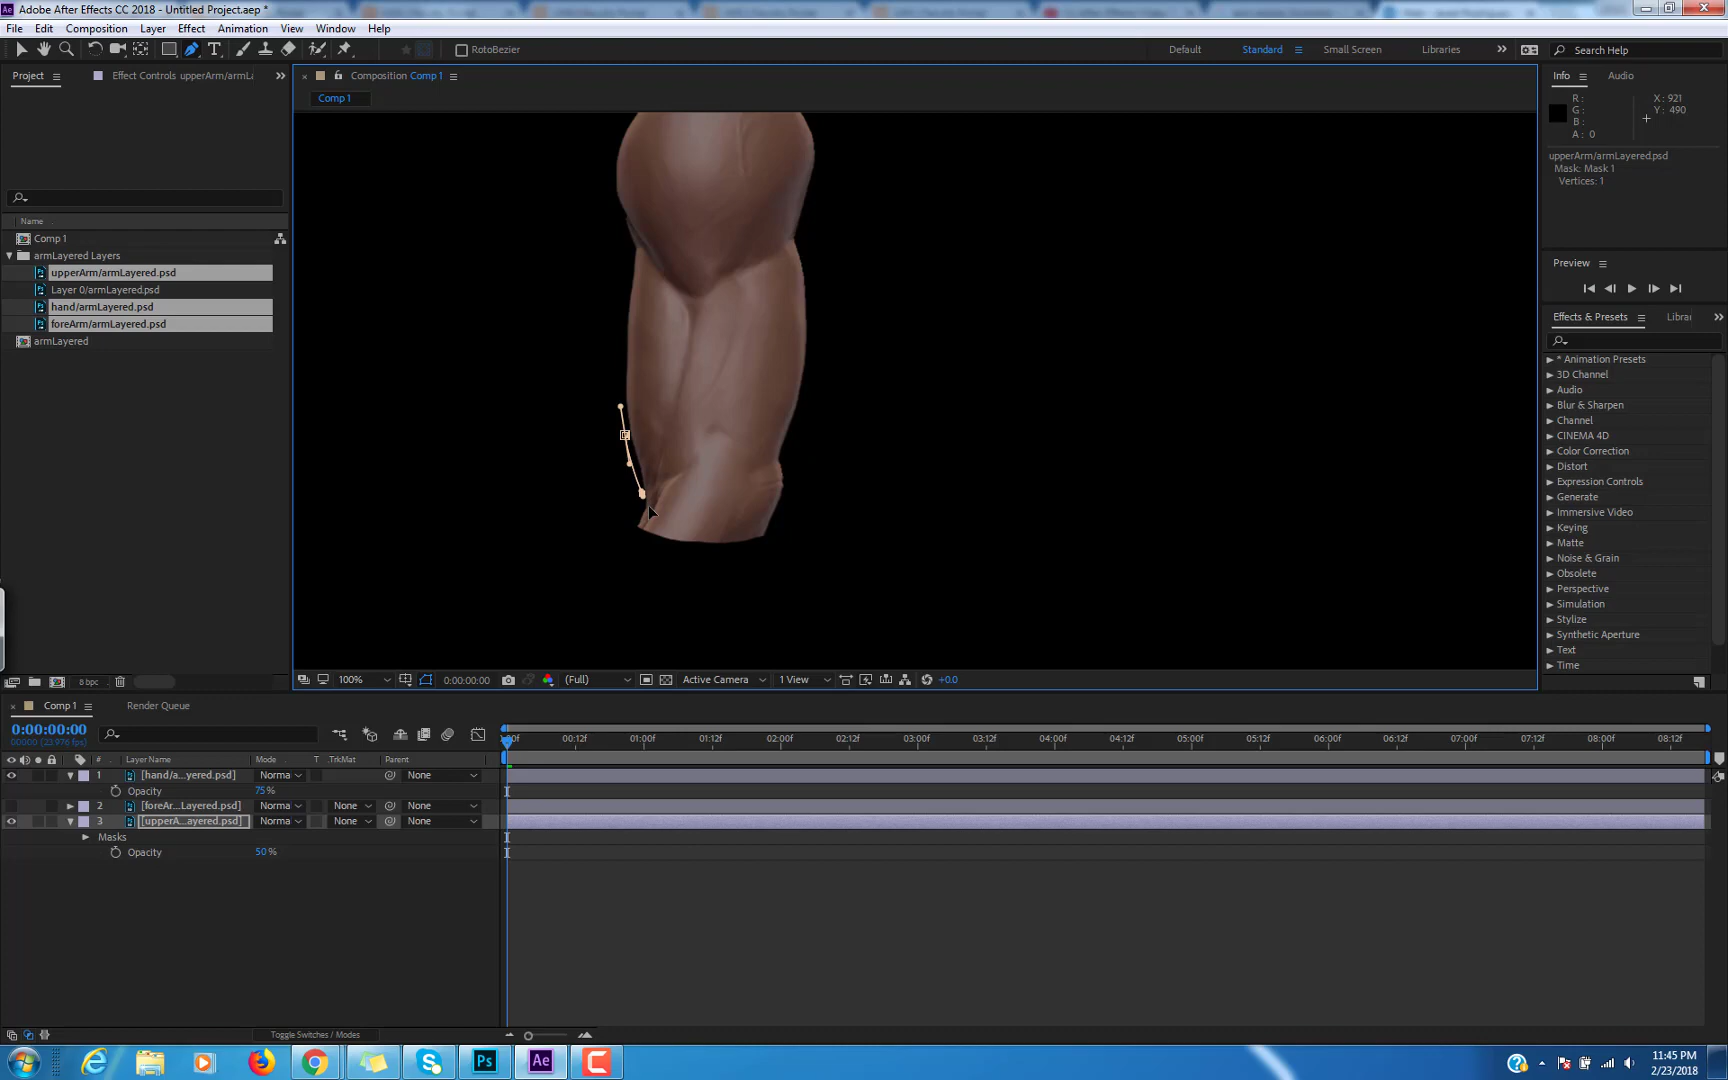 Adobe After Effects CC 2018 - Untitled Project.aep *
File Edit Composition Layer Effect Animation View Window Help
RotoBezier
Default Standard Small Screen Libraries Search Help
Project Effect Controls upperArm/armLa
Composition Comp 1
Comp 1
Name
Comp 1
armLayered Layers
upperArm/armLayered.psd
Layer 0/armLayered.psd
hand/armLayered.psd
foreArm/armLayered.psd
armLayered
8 bpc
100% 0:00:00:00 (Full) Active Camera 1 View +0.0
Info Audio
R :
G :
B :
A : 0
X : 921
Y : 490
upperArm/armLayered.psd
Mask: Mask 1
Vertices: 1
Preview
Effects & Presets Librar
* Animation Presets
3D Channel
Audio
Blur & Sharpen
Channel
CINEMA 4D
Color Correction
Distort
Expression Controls
Generate
Immersive Video
Keying
Matte
Noise & Grain
Obsolete
Perspective
Simulation
Stylize
Synthetic Aperture
Text
Time
Comp 1 Render Queue
0:00:00:00
00000 (23.976 fps)
# Layer Name Mode T .TrkMat Parent
00:12f 01:00f 01:12f 02:00f 02:12f 03:00f 03:12f 04:00f 04:12f 05:00f 05:12f 06:00f 06:12f 07:00f 07:12f 08:00f 08:12f
1 [hand/a...yered.psd] Norma None
Opacity 75 %
2 [foreAr...Layered.psd] Norma None None
3 [upperA...ayered.psd] Norma None None
Masks
Opacity 50 %
Toggle Switches / Modes
Ps Ae
11:45 PM
2/23/2018